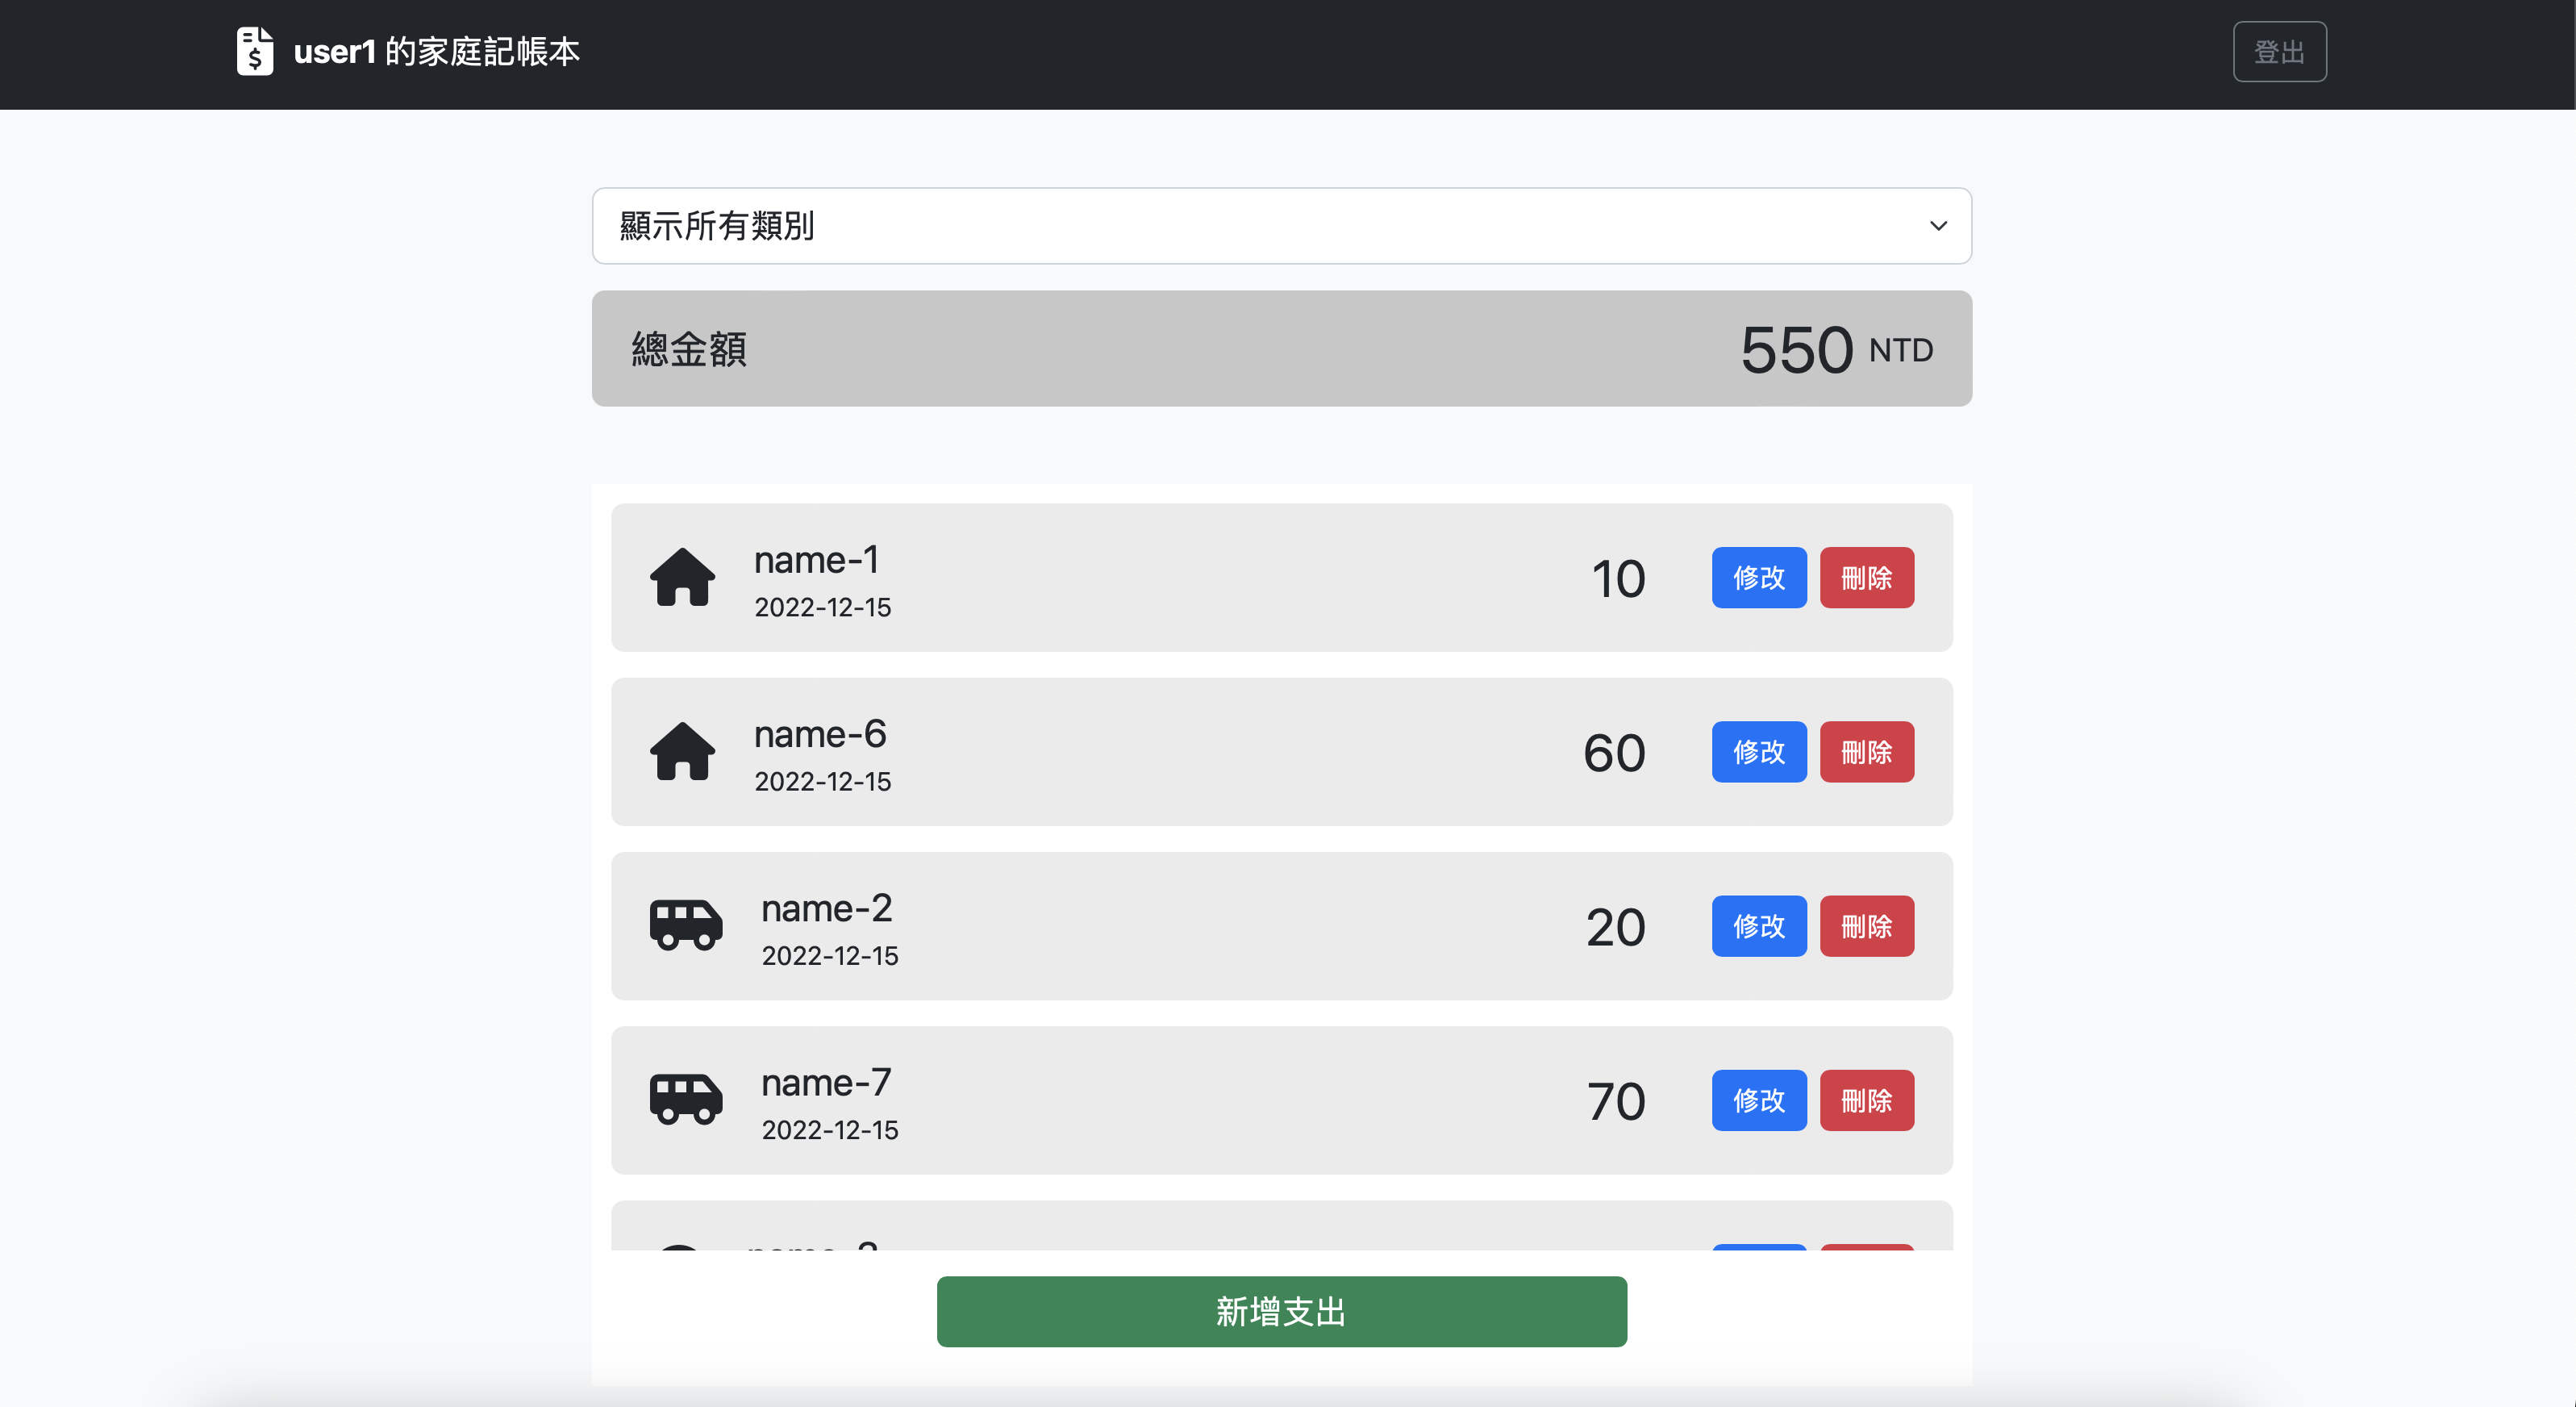 user1 的家庭記帳本
登出
顯示所有類別
總金額 550 NTD
name-1
2022-12-15
10 修改 刪除
name-6
2022-12-15
60 修改 刪除
name-2
2022-12-15
20 修改 刪除
name-7
2022-12-15
70 修改 刪除
新增支出